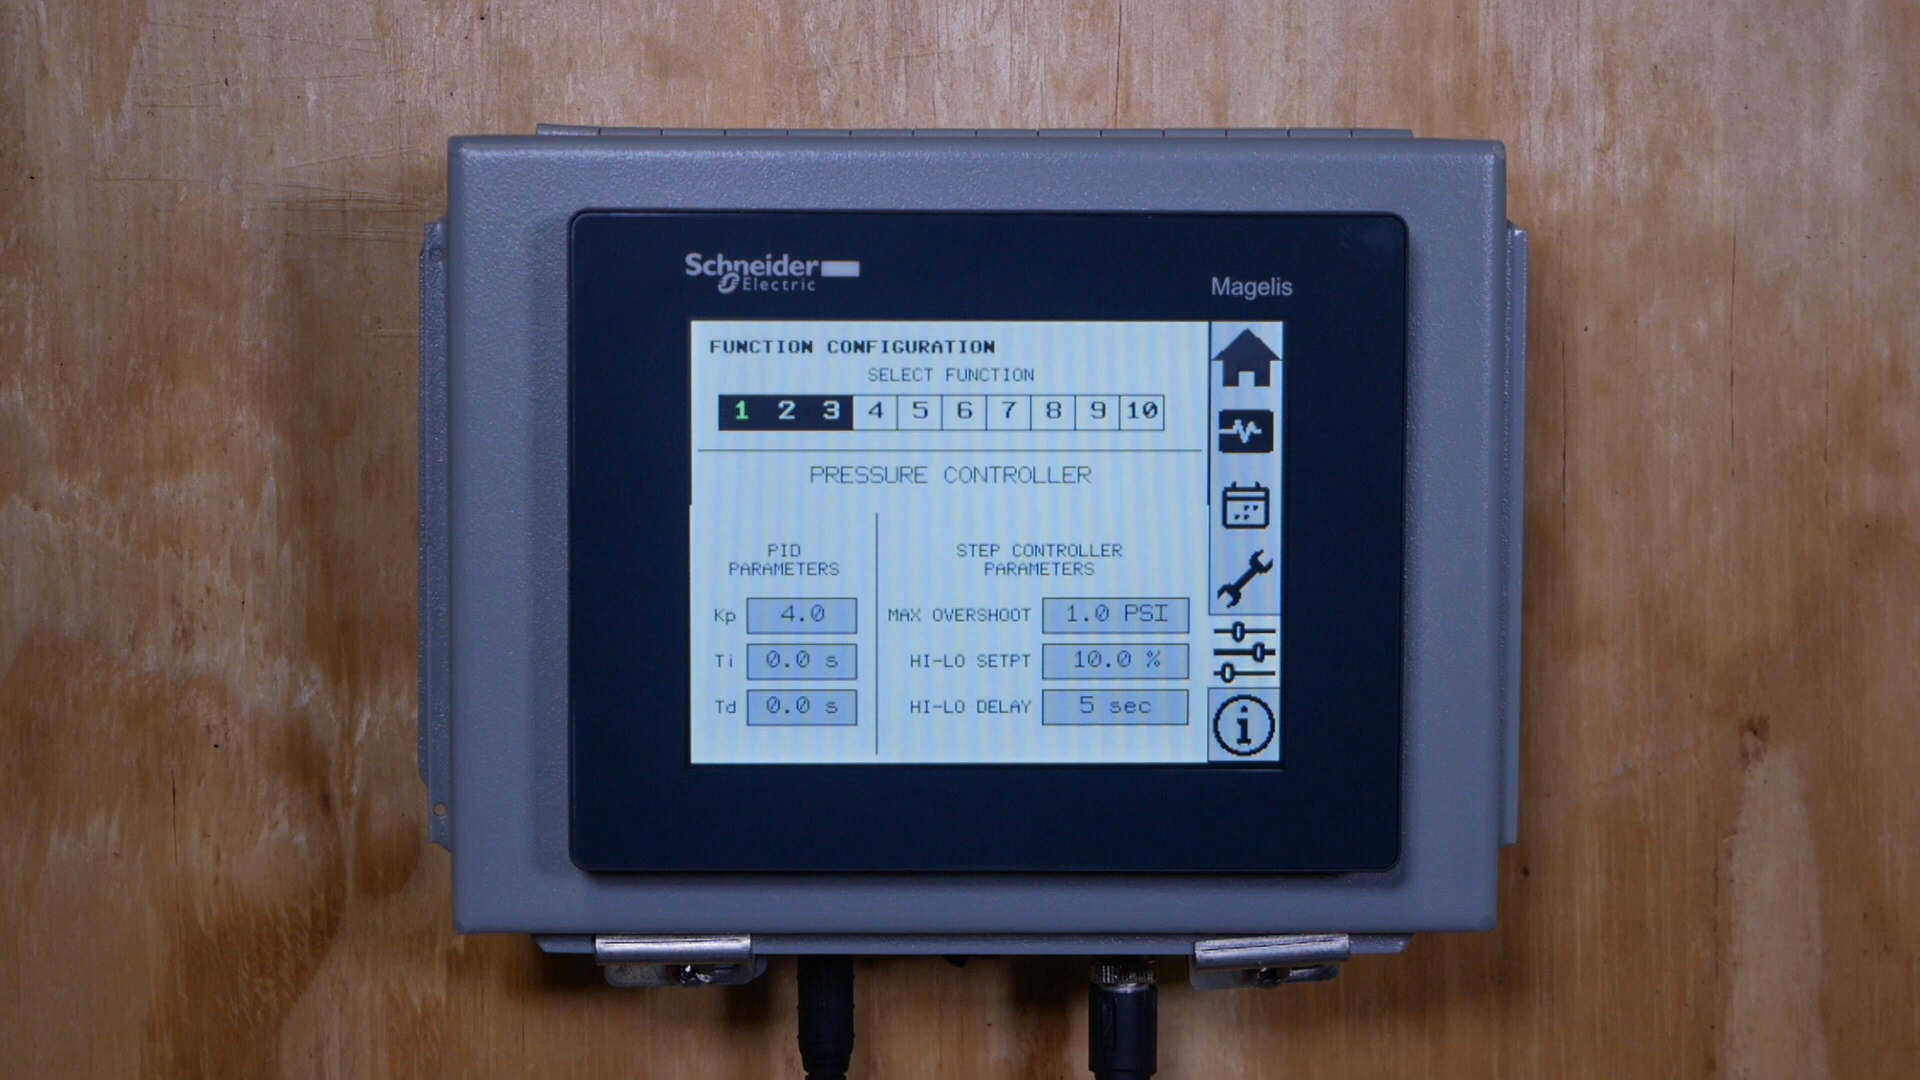 Schneider
Electric
Magelis
FUNCTION CONFIGURATION
SELECT FUNCTION
1 2 3 4 5 6 7 8 9 10
PRESSURE CONTROLLER
PID
PARAMETERS
Kp 4.0
Ti 0.0 s
Td 0.0 s
STEP CONTROLLER
PARAMETERS
MAX OVERSHOOT 1.0 PSI
HI-LO SETPT 10.0 %
HI-LO DELAY 5 sec